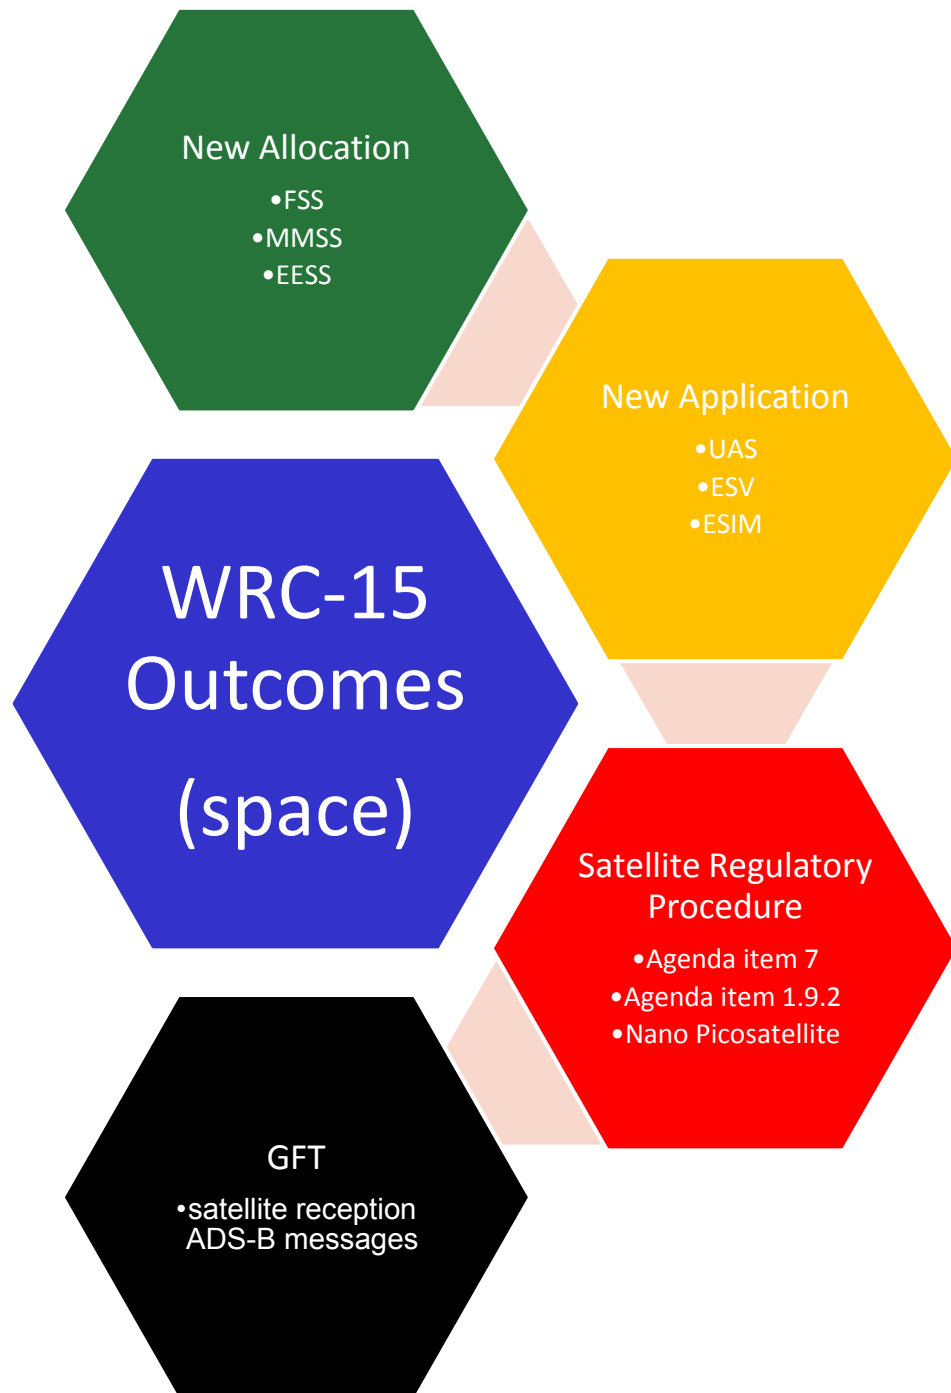 New Allocation
•FSS
•MMSS
•EESS
New Application
•UAS
•ESV
•ESIM
WRC-15
Outcomes
(space)
Satellite Regulatory
Procedure
•Agenda item 7
•Agenda item 1.9.2
•Nano Picosatellite
GFT
•satellite reception
ADS-B messages